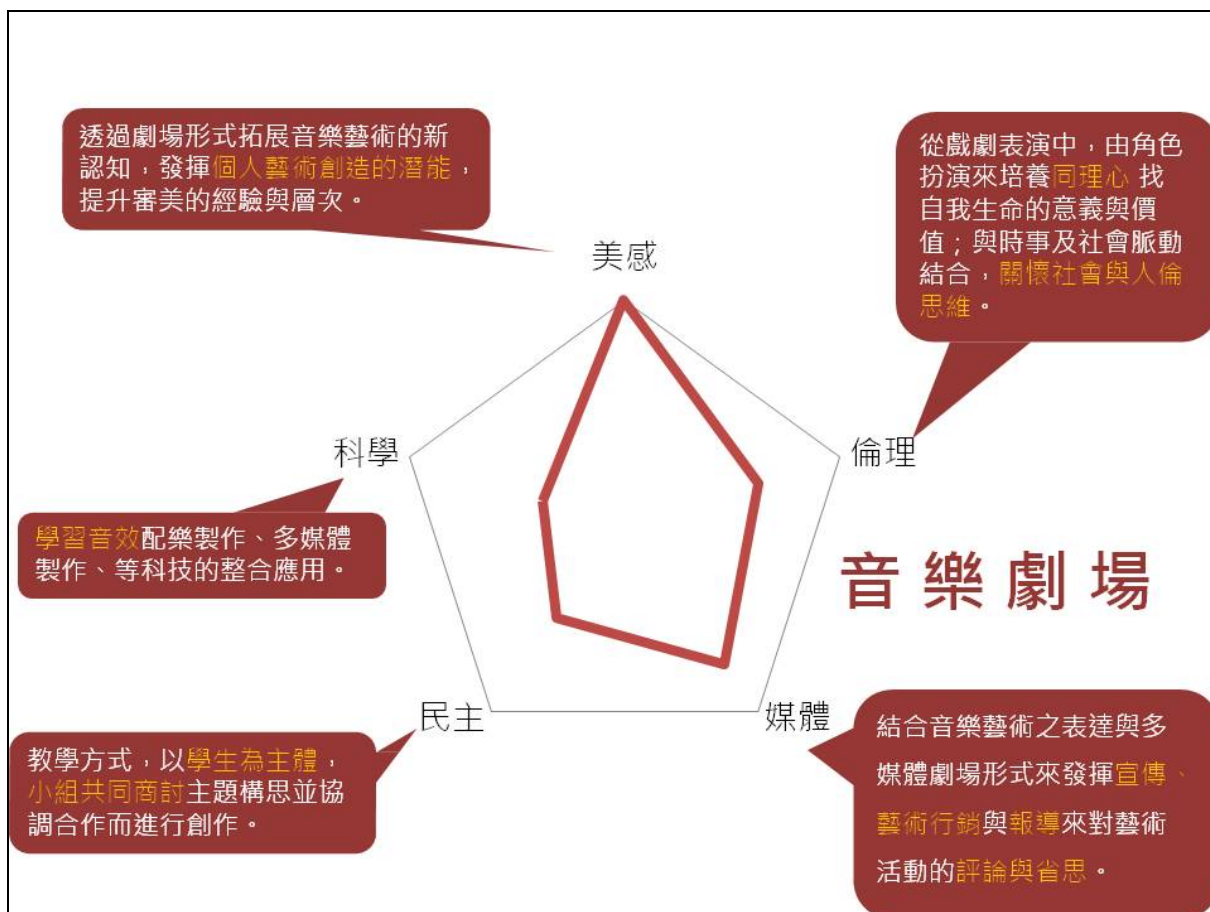 透過劇場形式拓展音樂藝術的新
認知，發揮個人藝術創造的潛能，
提升審美的經驗與層次。
美感
從戲劇表演中，由角色
扮演來培養同理心 找
自我生命的意義與價
值；與時事及社會脈動
結合，關懷社會與人倫
思維。
科學
倫理
學習音效配樂製作、多媒體
製作、等科技的整合應用。
音樂劇場
民主
媒體
教學方式，以學生為主體，
小組共同商討主題構思並協
調合作而進行創作。
結合音樂藝術之表達與多
媒體劇場形式來發揮宣傳、
藝術行銷與報導來對藝術
活動的評論與省思。